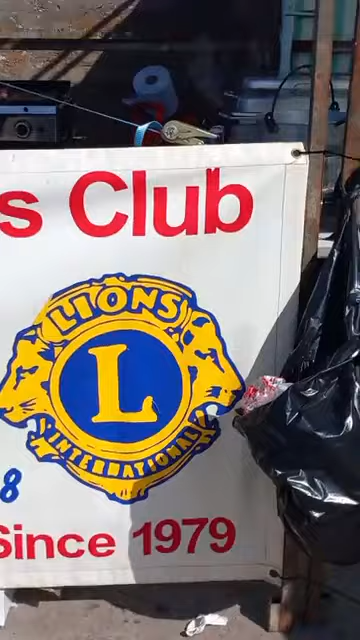 s Club
LIONS
L
INTERNATIONAL
8
Since 1979